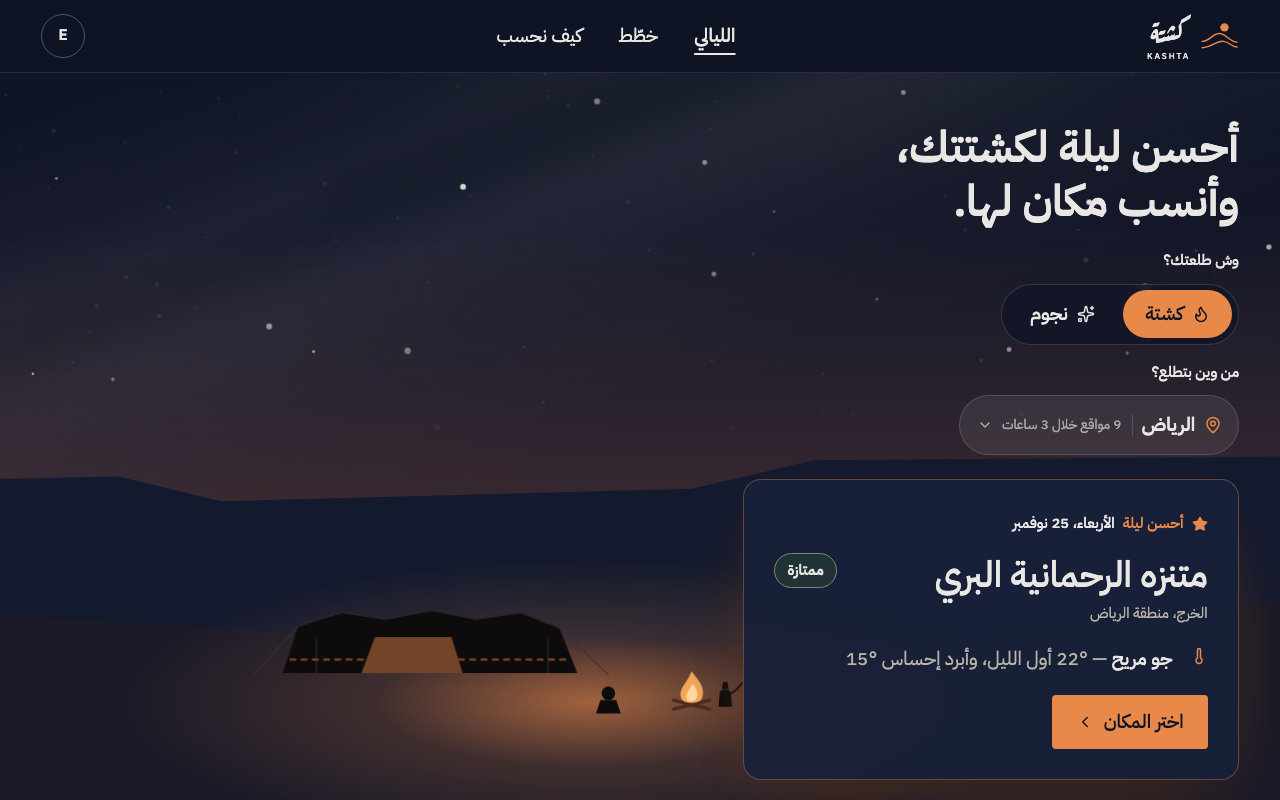 كشتة
KASHTA
الليالي
خطّط
كيف نحسب
E
أحسن ليلة لكشتتك،
وأنسب مكان لها.
وش طلعتك؟
كشتة
نجوم
من وين بتطلع؟
الرياض
9 مواقع خلال 3 ساعات
أحسن ليلة الأربعاء، 25 نوفمبر
متنزه الرحمانية البري
ممتازة
الخرج، منطقة الرياض
جو مريح — 22° أول الليل، وأبرد إحساس 15°
اختر المكان